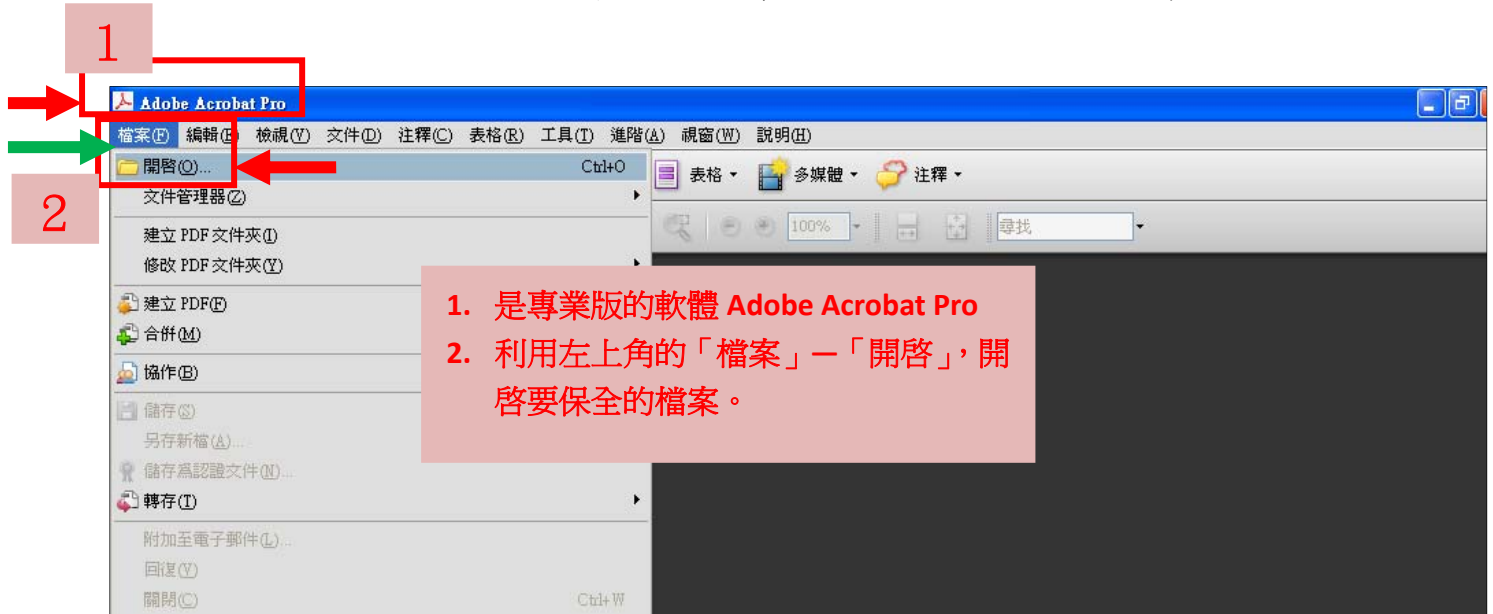 1
Adobe Acrobat Pro
檔案(F) 編輯(E) 檢視(V) 文件(D) 注釋(C) 表格(R) 工具(T) 進階(A) 視窗(W) 說明(H)
開啓(O)... Ctrl+O
表格 多媒體 注釋
2
文件管理器(Z)
100% 尋找
建立 PDF 文件夾(I)
修改 PDF 文件夾(Y)
建立 PDF(F)
合併(M)
協作(B)
儲存(S)
另存新檔(A)...
儲存爲認證文件(N)...
轉存(T)
附加至電子郵件(L)...
回復(V)
關閉(C) Ctrl+W
1. 是專業版的軟體 Adobe Acrobat Pro
2. 利用左上角的「檔案」—「開啓」，開
啓要保全的檔案。